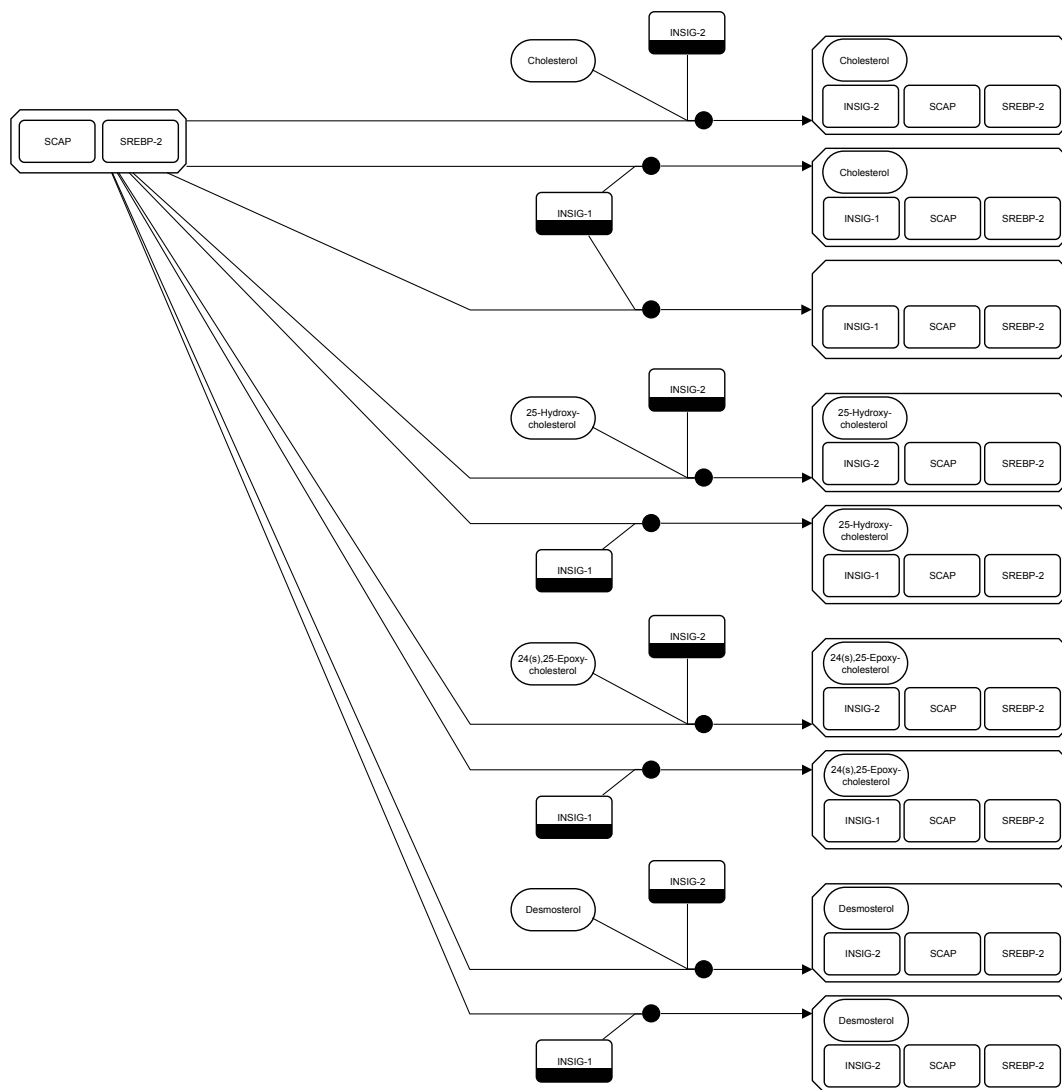 INSIG-2
Cholesterol
Cholesterol
INSIG-2
SCAP
SREBP-2
SCAP
SREBP-2
Cholesterol
INSIG-1
INSIG-1
SCAP
SREBP-2
INSIG-1
SCAP
SREBP-2
INSIG-2
25-Hydroxy-
cholesterol
25-Hydroxy-
cholesterol
INSIG-2
SCAP
SREBP-2
25-Hydroxy-
cholesterol
INSIG-1
INSIG-1
SCAP
SREBP-2
INSIG-2
24(s),25-Epoxy-
cholesterol
24(s),25-Epoxy-
cholesterol
INSIG-2
SCAP
SREBP-2
24(s),25-Epoxy-
cholesterol
INSIG-1
INSIG-1
SCAP
SREBP-2
INSIG-2
Desmosterol
Desmosterol
INSIG-2
SCAP
SREBP-2
Desmosterol
INSIG-1
INSIG-2
SCAP
SREBP-2